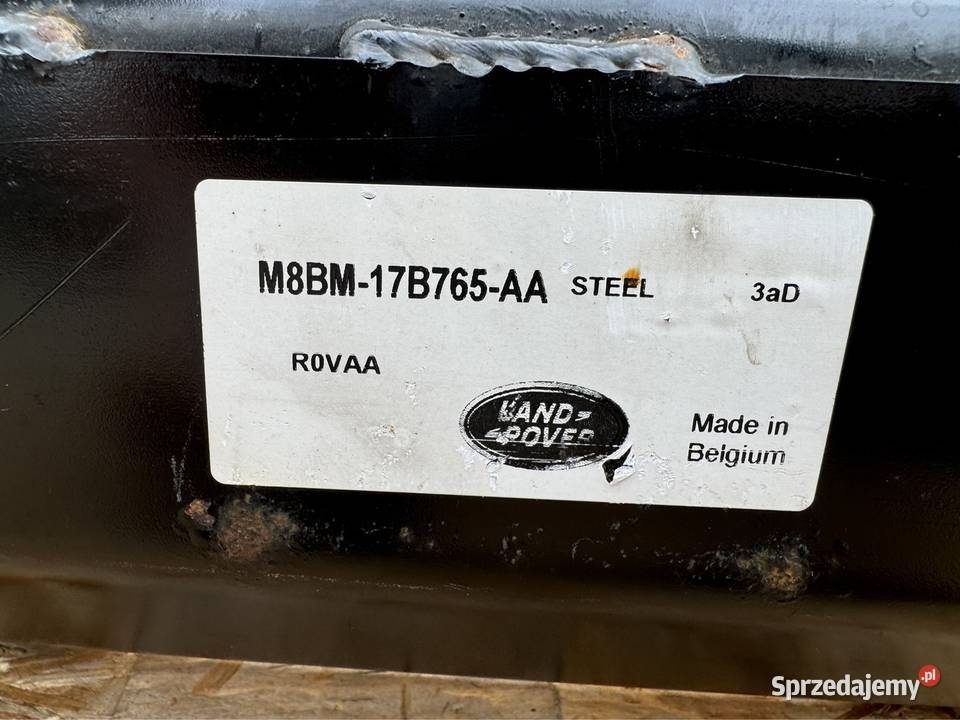 M8BM-17B765-AA STEEL 3aD
R0VAA
LAND-
ROVER
Made in
Belgium
Sprzedajemy.pl